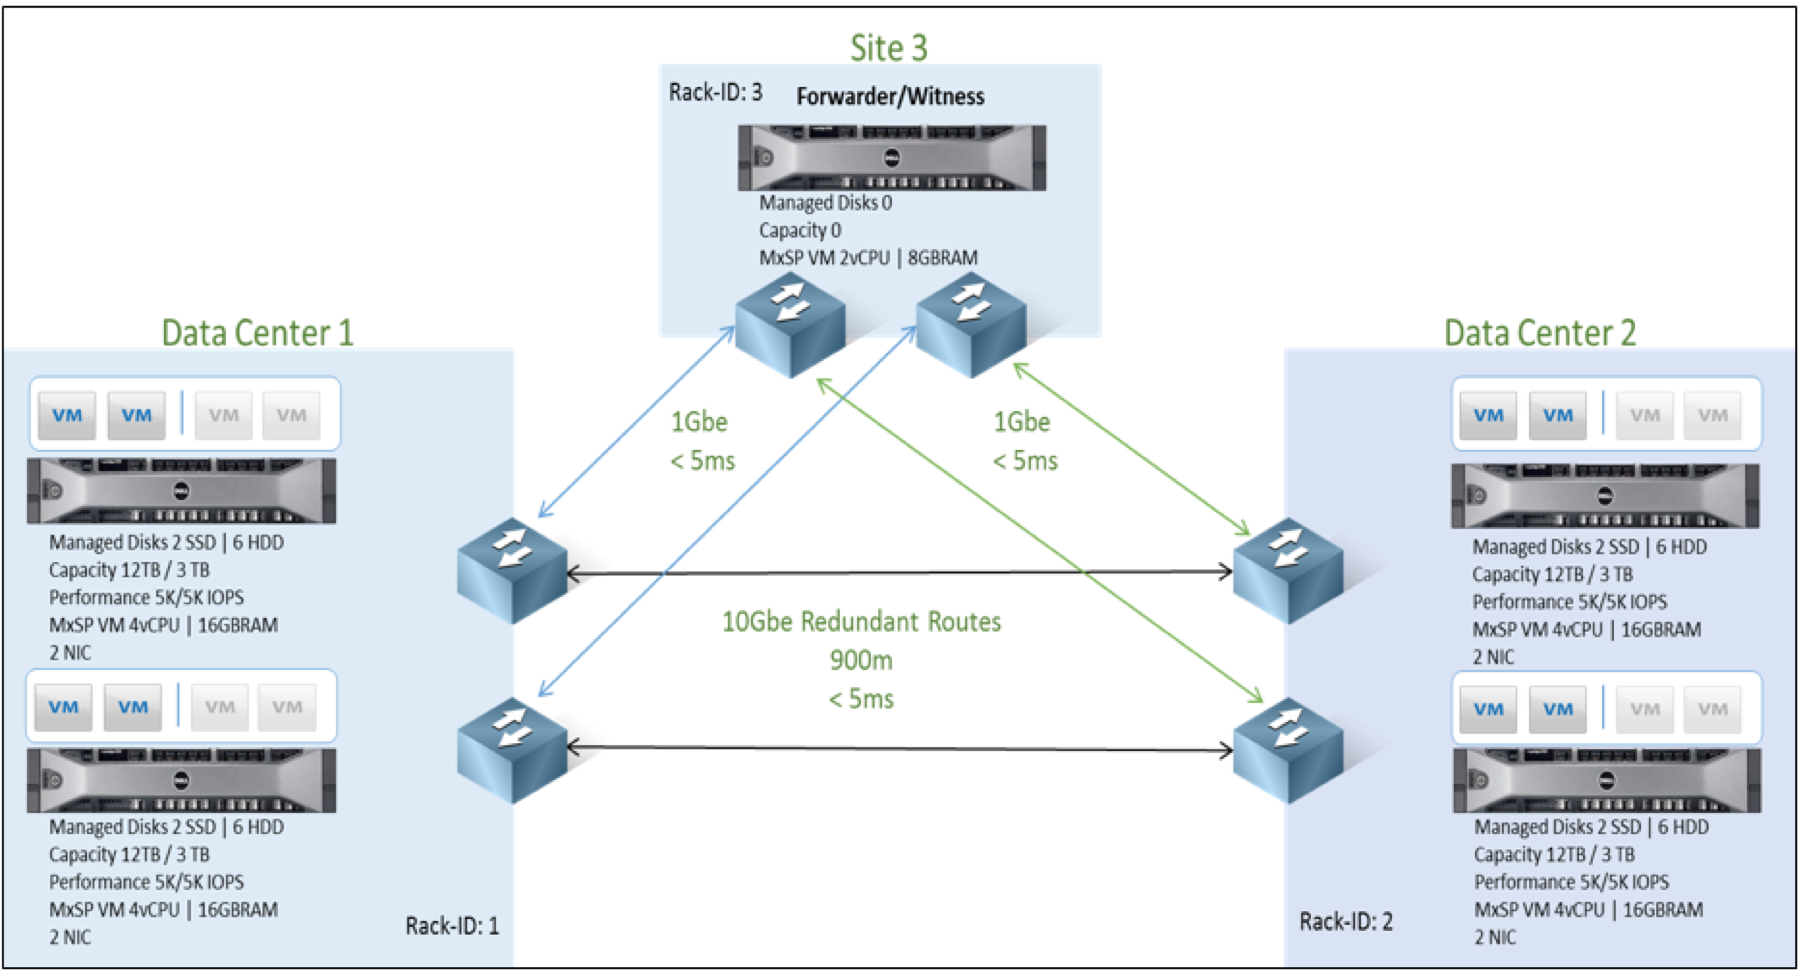 Site 3
Rack-ID: 3
Forwarder/Witness
DELL
Managed Disks 0
Capacity 0
MxSP VM 2vCPU | 8GBRAM
Data Center 1
VM VM VM VM
DELL
Managed Disks 2 SSD | 6 HDD
Capacity 12TB / 3 TB
Performance 5K/5K IOPS
MxSP VM 4vCPU | 16GBRAM
2 NIC
VM VM VM VM
DELL
Managed Disks 2 SSD | 6 HDD
Capacity 12TB / 3 TB
Performance 5K/5K IOPS
MxSP VM 4vCPU | 16GBRAM
2 NIC
Rack-ID: 1
1Gbe
< 5ms
1Gbe
< 5ms
10Gbe Redundant Routes
900m
< 5ms
Data Center 2
VM VM VM VM
DELL
Managed Disks 2 SSD | 6 HDD
Capacity 12TB / 3 TB
Performance 5K/5K IOPS
MxSP VM 4vCPU | 16GBRAM
2 NIC
VM VM VM VM
DELL
Managed Disks 2 SSD | 6 HDD
Capacity 12TB / 3 TB
Performance 5K/5K IOPS
MxSP VM 4vCPU | 16GBRAM
2 NIC
Rack-ID: 2